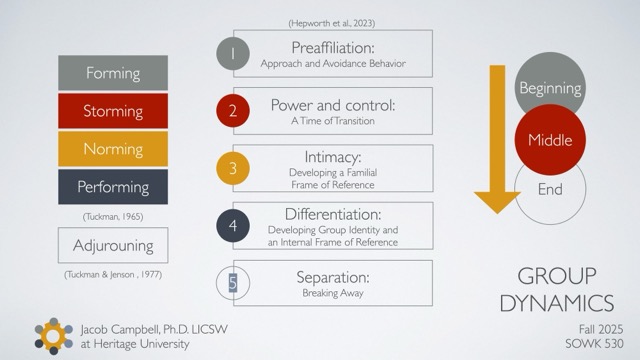 Forming
Storming
Norming
Performing
(Tuckman, 1965)
Adjurouning
(Tuckman & Jenson , 1977)
(Hepworth et al., 2023)
1
Preaffiliation:
Approach and Avoidance Behavior
2
Power and control:
A Time of Transition
3
Intimacy:
Developing a Familial
Frame of Reference
4
Differentiation:
Developing Group Identity and
an Internal Frame of Reference
5
Separation:
Breaking Away
Beginning
Middle
End
GROUP
DYNAMICS
Jacob Campbell, Ph.D. LICSW
at Heritage University
Fall 2025
SOWK 530